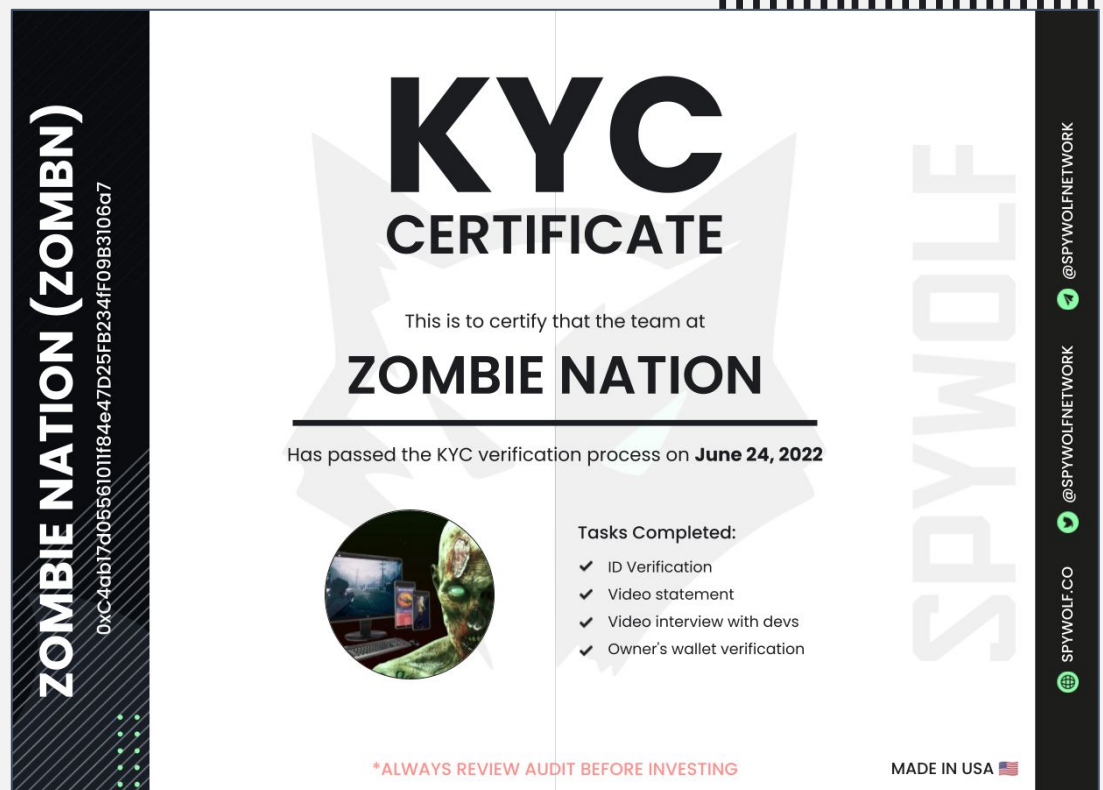 ZOMBIE NATION (ZOMBN)
0xC4db17d05561011f84e47D25FB234fF09B3106a7
KYC
CERTIFICATE
This is to certify that the team at
ZOMBIE NATION
Has passed the KYC verification process on June 24, 2022
Tasks Completed:
ID Verification
Video statement
Video interview with devs
Owner's wallet verification
*ALWAYS REVIEW AUDIT BEFORE INVESTING
MADE IN USA
SPYWOLF
SPYWOLF.CO
@SPYWOLFNETWORK
@SPYWOLFNETWORK